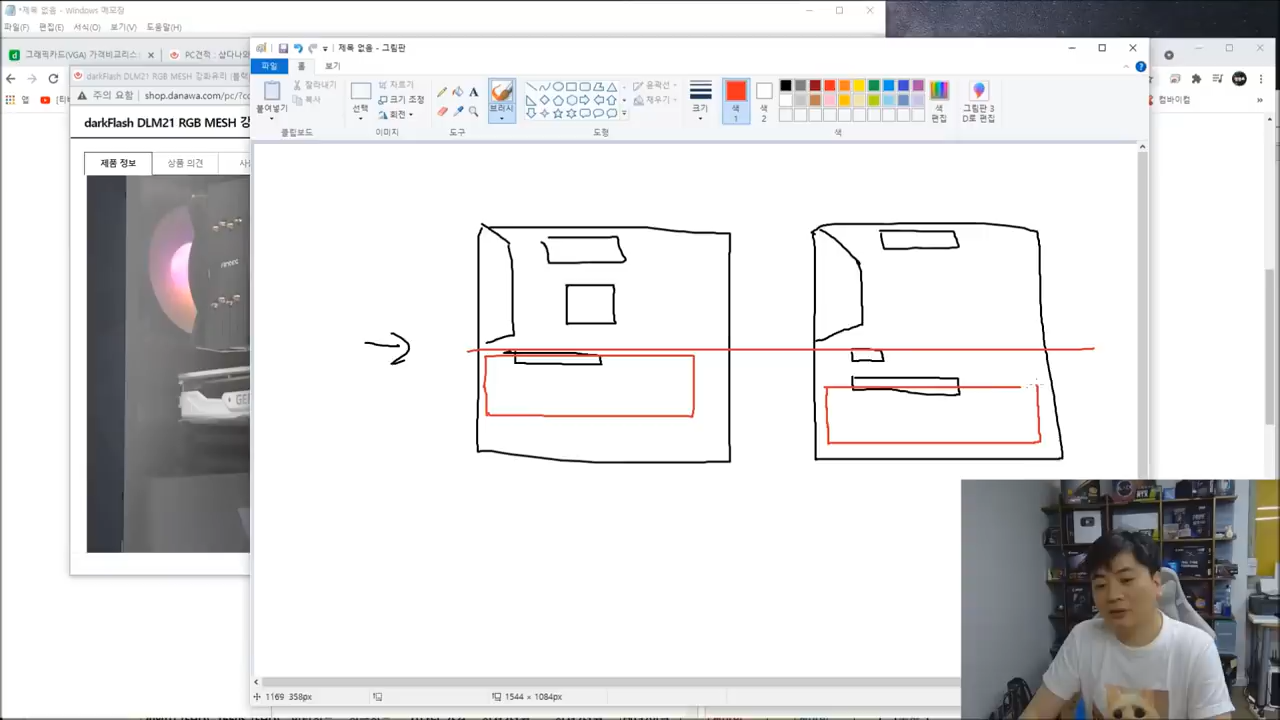 *제목 없음 - Windows 메모장
파일(F) 편집(E) 서식(O) 보기(V) 도움말(H)
그래픽카드(VGA) 가격비교리스
PC견적 : 샵다나와
darkFlash DLM21 RGB MESH 강화유리 (블랙
주의 요함
shop.danawa.com/pc/?co
앱
darkFlash DLM21 RGB MESH 강
제품 정보
상품 의견
제목 없음 - 그림판
파일
홈
보기
붙여넣기
잘라내기
복사
클립보드
선택
자르기
크기 조정
회전
이미지
A
도구
브러시
윤곽선
채우기
도형
크기
색 1
색 2
색 편집
색
그림판 3D로 편집
컴바이컴
1169 358px
1544 × 1084px